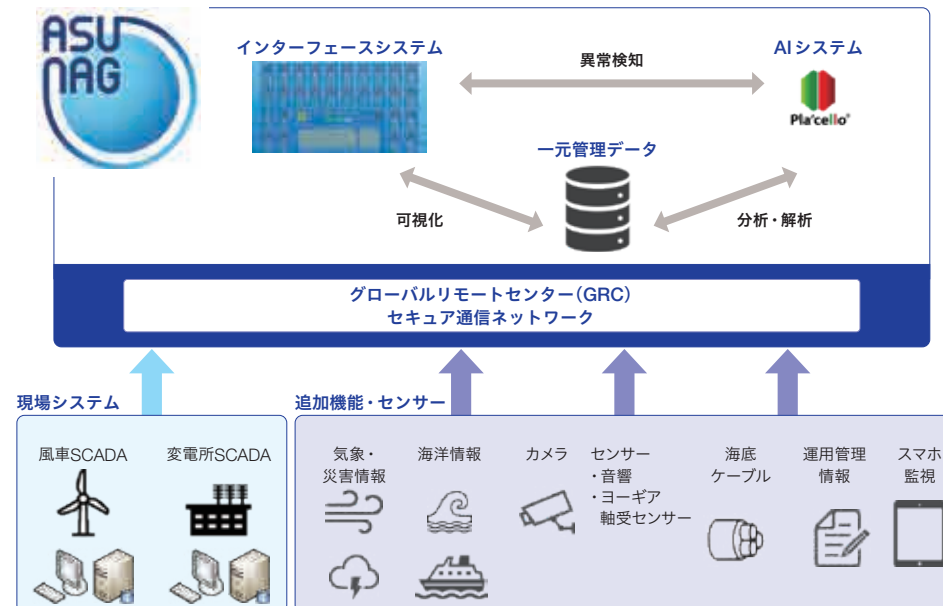 ASU
NAG
インターフェースシステム
異常検知
AIシステム
Pla'cello
一元管理データ
可視化
分析・解析
グローバルリモートセンター(GRC)
セキュア通信ネットワーク
現場システム
風車SCADA
変電所SCADA
追加機能・センサー
気象・
災害情報
海洋情報
カメラ
センサー
・音響
・ヨーギア
軸受センサー
海底
ケーブル
運用管理
情報
スマホ
監視